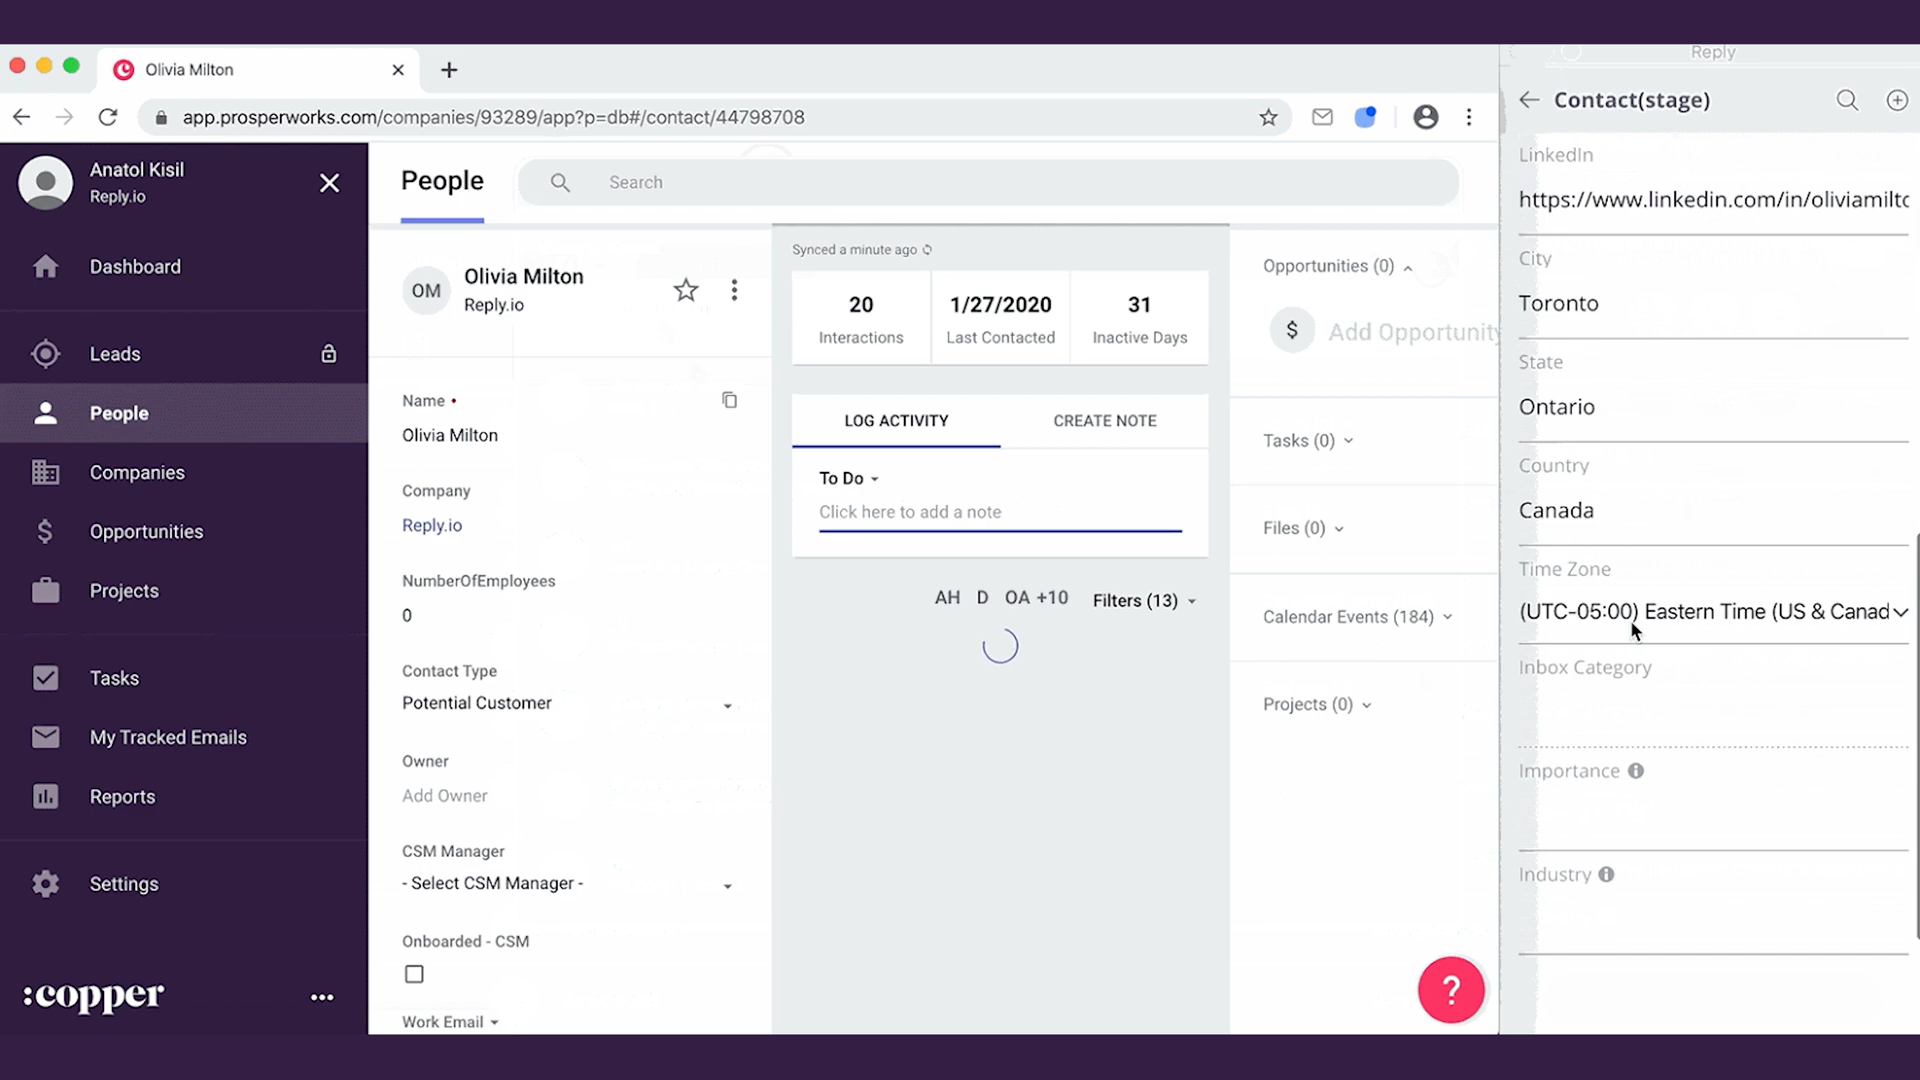 Olivia Milton
app.prosperworks.com/companies/93289/app?p=db#/contact/44798708
Anatol Kisil
Reply.io
Dashboard
Leads
People
Companies
Opportunities
Projects
Tasks
My Tracked Emails
Reports
Settings
:copper
People
Search
OM
Olivia Milton
Reply.io
Name
Olivia Milton
Company
Reply.io
NumberOfEmployees
0
Contact Type
Potential Customer
Owner
Add Owner
CSM Manager
- Select CSM Manager -
Onboarded - CSM
Work Email
Synced a minute ago
20
Interactions
1/27/2020
Last Contacted
31
Inactive Days
LOG ACTIVITY
CREATE NOTE
To Do
Click here to add a note
AH D OA +10 Filters (13)
Opportunities (0)
$ Add Opportunity
Tasks (0)
Files (0)
Calendar Events (184)
Projects (0)
?
Reply
Contact(stage)
LinkedIn
https://www.linkedin.com/in/oliviamilto
City
Toronto
State
Ontario
Country
Canada
Time Zone
(UTC-05:00) Eastern Time (US & Canad
Inbox Category
Importance
Industry